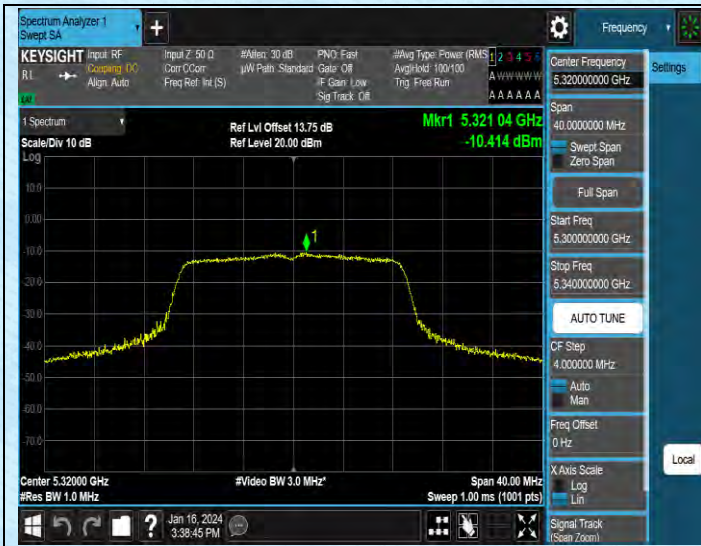 Spectrum Analyzer 1
Swept SA
Frequency
KEYSIGHT
Input: RF
Coupling: DC
Align: Auto
Input Z: 50 Ω
Corr CCorr
Freq Ref: Int (S)
#Atten: 30 dB
µW Path: Standard
PNO: Fast
Gate: Off
IF Gain: Low
Sig Track: Off
#Avg Type: Power (RMS
Avg|Hold: 100/100
Trig: Free Run
1 2 3 4 5 6
A W W W W W
A A A A A A
1 Spectrum
Scale/Div 10 dB
Ref Lvl Offset 13.75 dB
Ref Level 20.00 dBm
Mkr1 5.321 04 GHz
-10.414 dBm
Log
10.0
0.00
-10.0
-20.0
-30.0
-40.0
-50.0
-60.0
-70.0
1
Center 5.32000 GHz
#Res BW 1.0 MHz
#Video BW 3.0 MHz*
Span 40.00 MHz
Sweep 1.00 ms (1001 pts)
Jan 16, 2024
3:38:45 PM
Center Frequency
5.320000000 GHz
Span
40.0000000 MHz
Swept Span
Zero Span
Full Span
Start Freq
5.300000000 GHz
Stop Freq
5.340000000 GHz
AUTO TUNE
CF Step
4.000000 MHz
Auto
Man
Freq Offset
0 Hz
X Axis Scale
Log
Lin
Signal Track
(Span Zoom)
Settings
Local